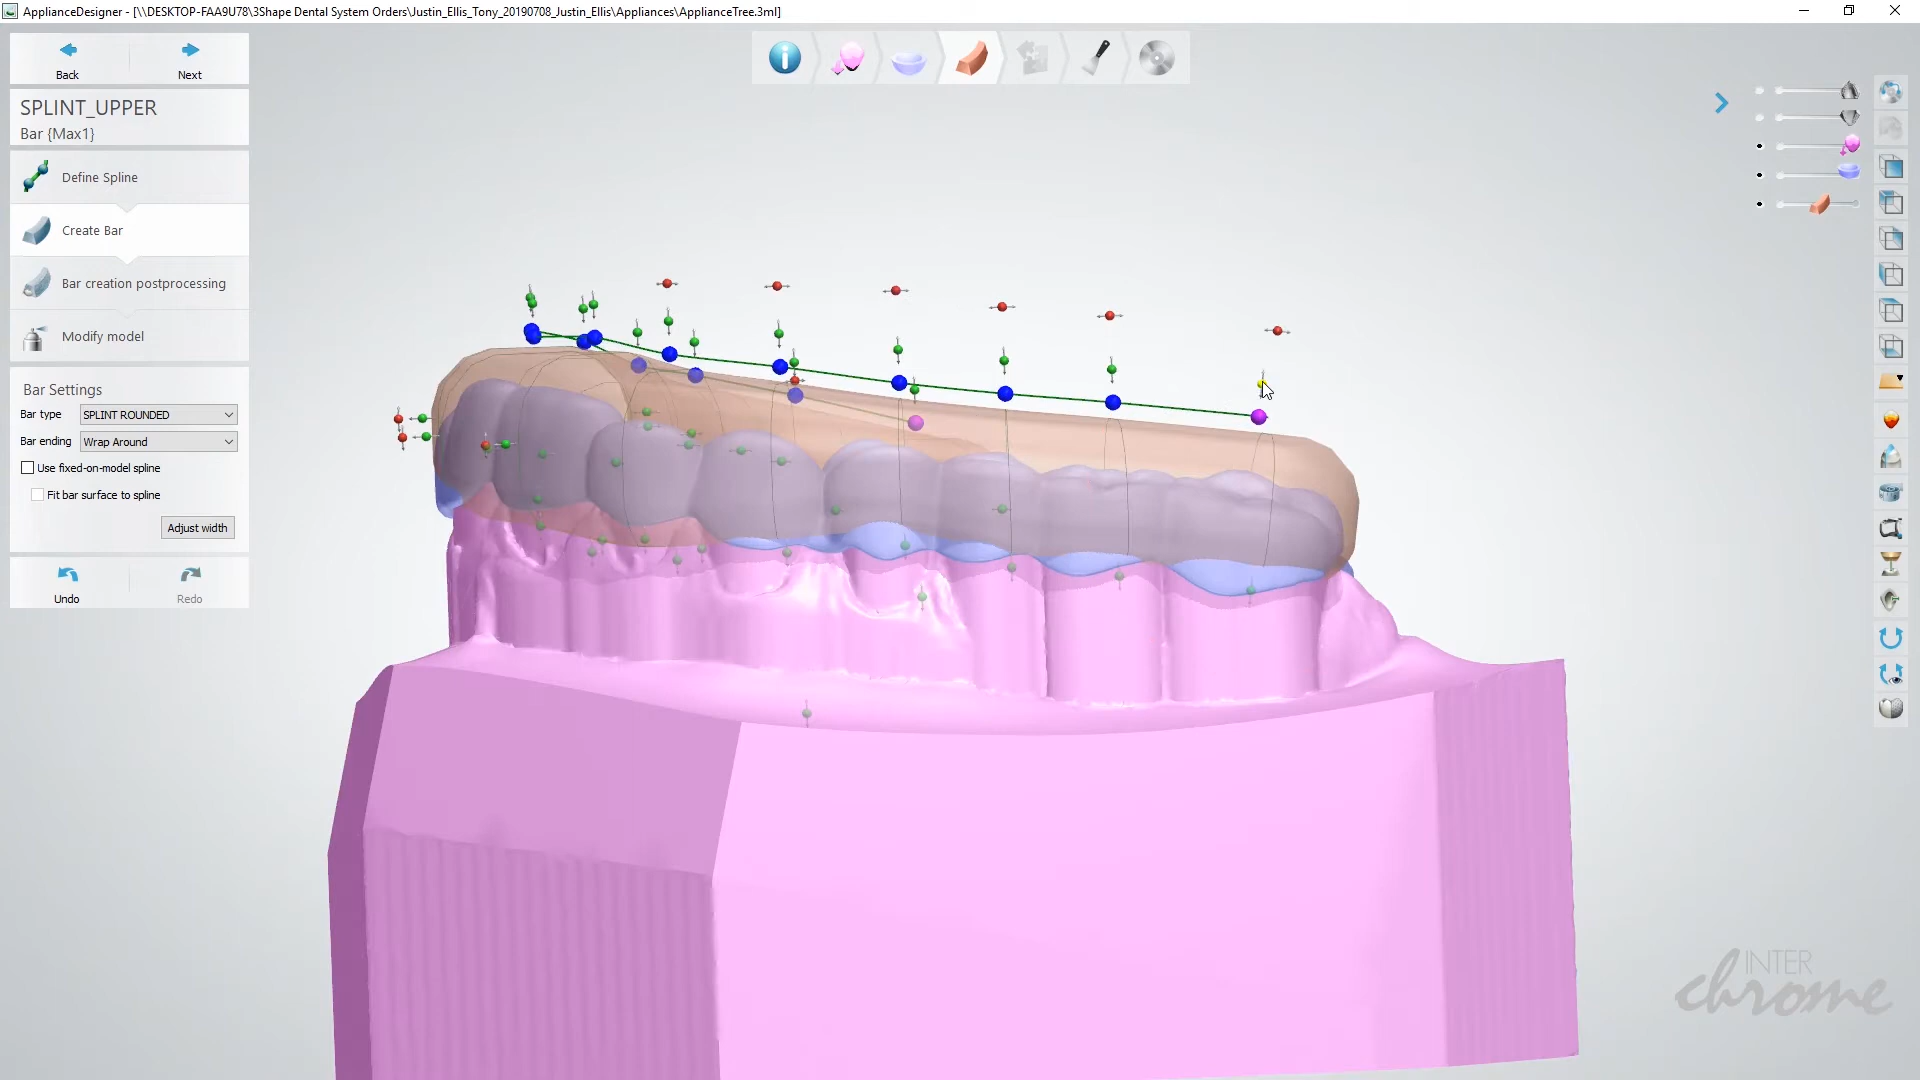 ApplianceDesigner - [\\DESKTOP-FAA9U78\3Shape Dental System Orders\Justin_Ellis_Tony_20190708_Justin_Ellis\Appliances\ApplianceTree.3ml]
Back
Next
SPLINT_UPPER
Bar {Max1}
Define Spline
Create Bar
Bar creation postprocessing
Modify model
Bar Settings
Bar type SPLINT ROUNDED
Bar ending Wrap Around
Use fixed-on-model spline
Fit bar surface to spline
Adjust width
Undo
Redo
INTER
chrome